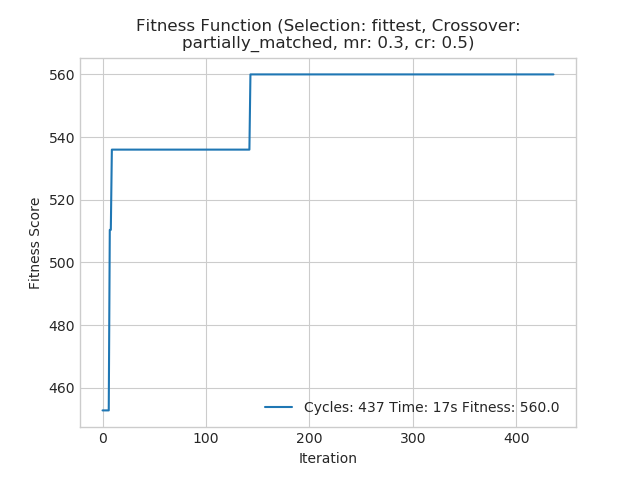 Fitness Function (Selection: fittest, Crossover:
partially_matched, mr: 0.3, cr: 0.5)
Fitness Score
560
540
520
500
480
460
Cycles: 437 Time: 17s Fitness: 560.0
0 100 200 300 400
Iteration